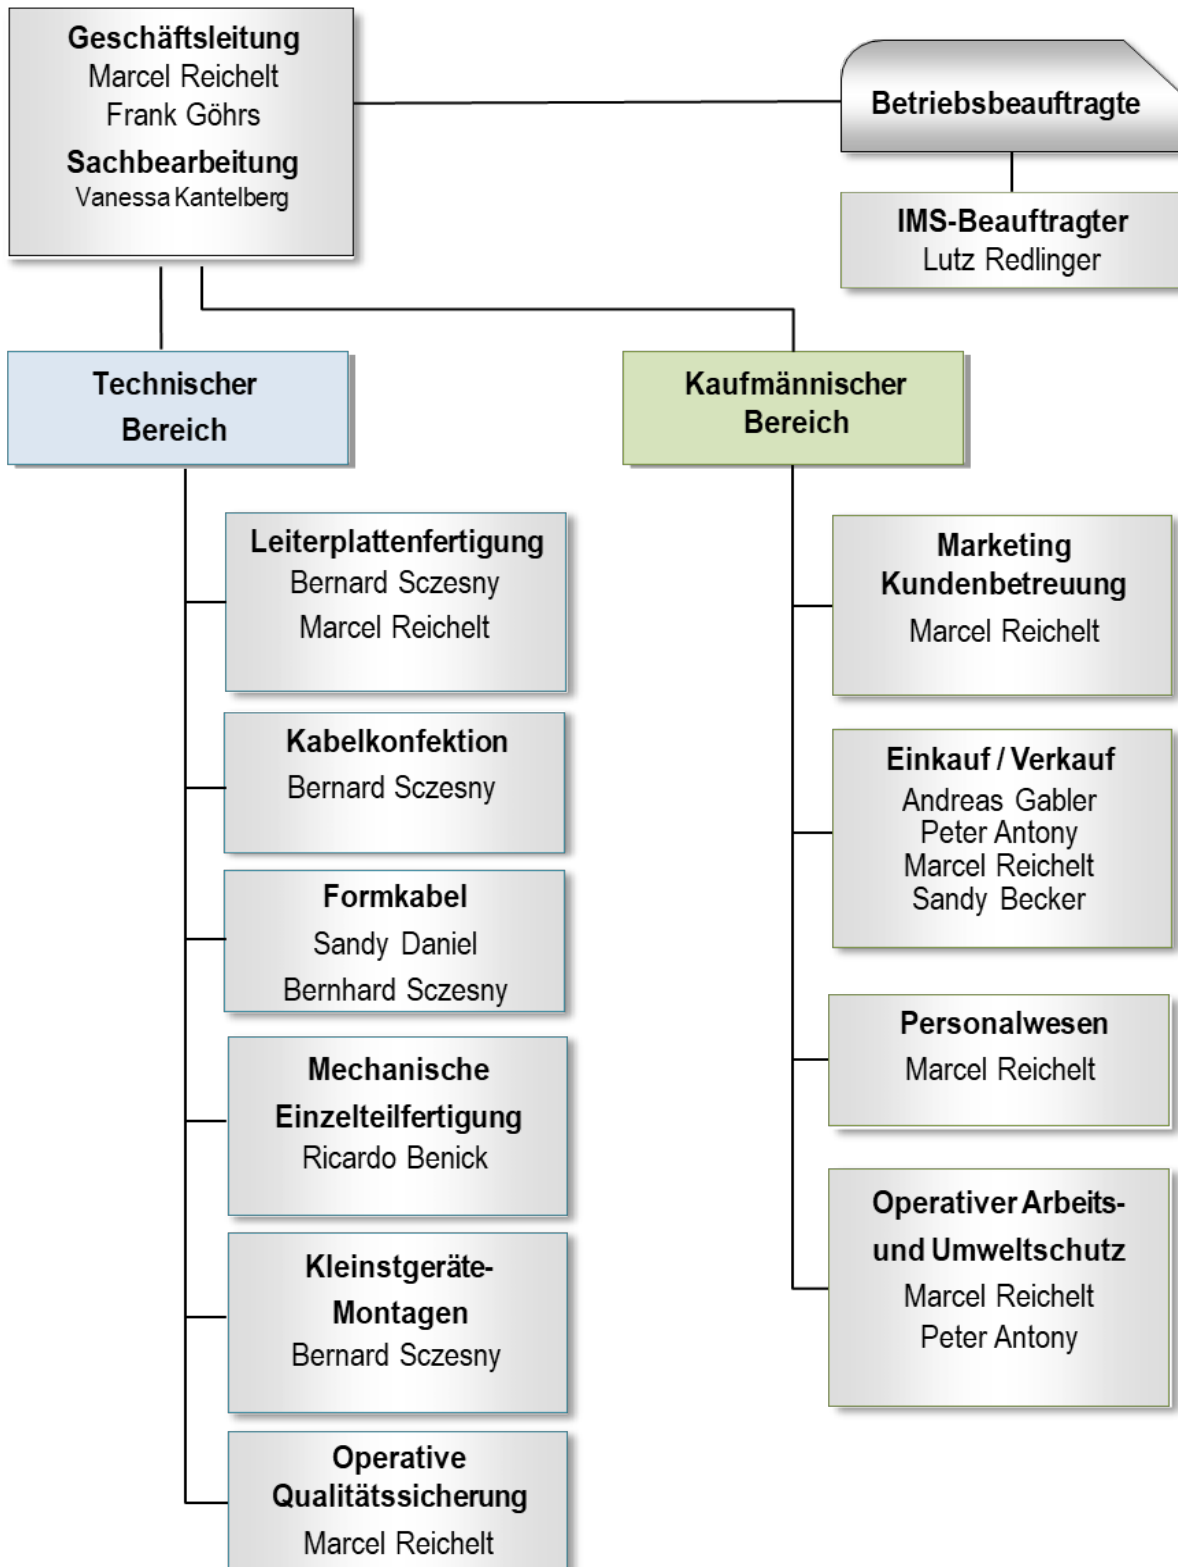 Geschäftsleitung
Marcel Reichelt
Frank Göhrs
Sachbearbeitung
Vanessa Kantelberg
Betriebsbeauftragte
IMS-Beauftragter
Lutz Redlinger
Technischer
Bereich
Leiterplattenfertigung
Bernard Sczesny
Marcel Reichelt
Kabelkonfektion
Bernard Sczesny
Formkabel
Sandy Daniel
Bernhard Sczesny
Mechanische
Einzelteilfertigung
Ricardo Benick
Kleinstgeräte-
Montagen
Bernard Sczesny
Operative
Qualitätssicherung
Marcel Reichelt
Kaufmännischer
Bereich
Marketing
Kundenbetreuung
Marcel Reichelt
Einkauf / Verkauf
Andreas Gabler
Peter Antony
Marcel Reichelt
Sandy Becker
Personalwesen
Marcel Reichelt
Operativer Arbeits-
und Umweltschutz
Marcel Reichelt
Peter Antony